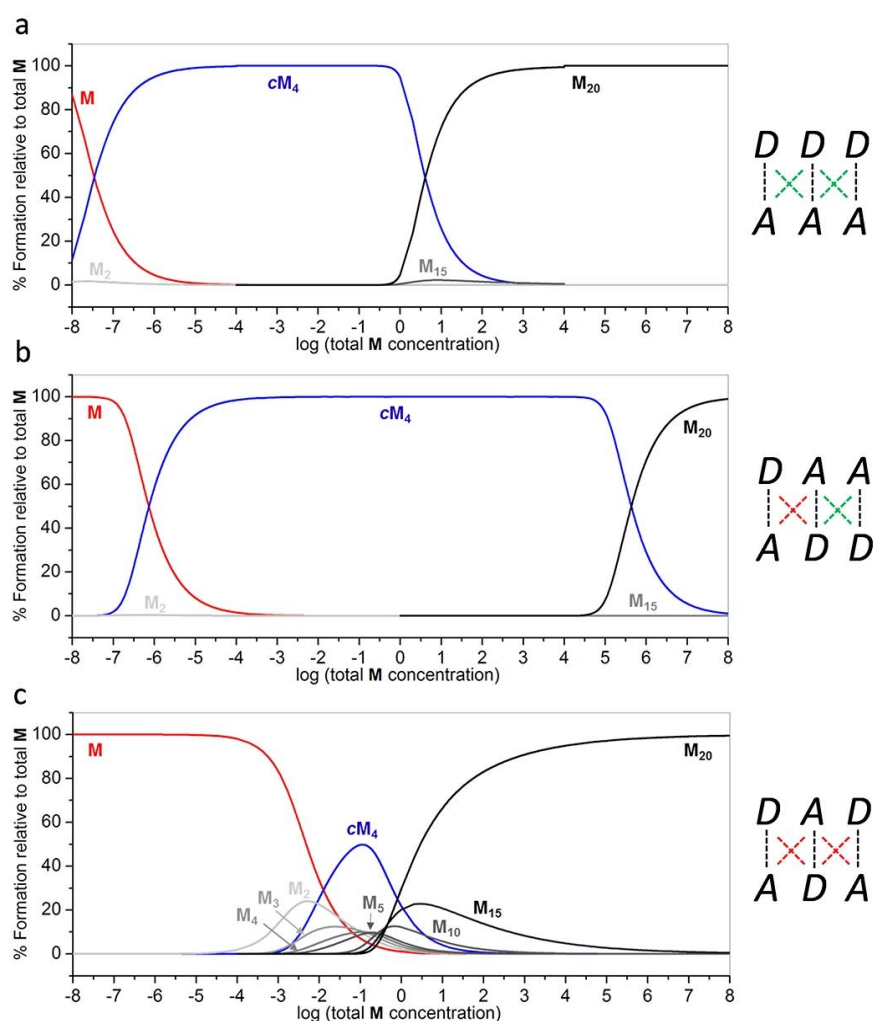 a
% Formation relative to total M
100
80
60
40
20
0
M
cM4
M20
M2
M15
-8 -7 -6 -5 -4 -3 -2 -1 0 1 2 3 4 5 6 7 8
log (total M concentration)
D D D
A A A
b
% Formation relative to total M
100
80
60
40
20
0
M
cM4
M20
M2
M15
-8 -7 -6 -5 -4 -3 -2 -1 0 1 2 3 4 5 6 7 8
log (total M concentration)
D A A
A D D
c
% Formation relative to total M
100
80
60
40
20
0
M
cM4
M20
M2
M3
M4
M5
M10
M15
-8 -7 -6 -5 -4 -3 -2 -1 0 1 2 3 4 5 6 7 8
log (total M concentration)
D A D
A D A